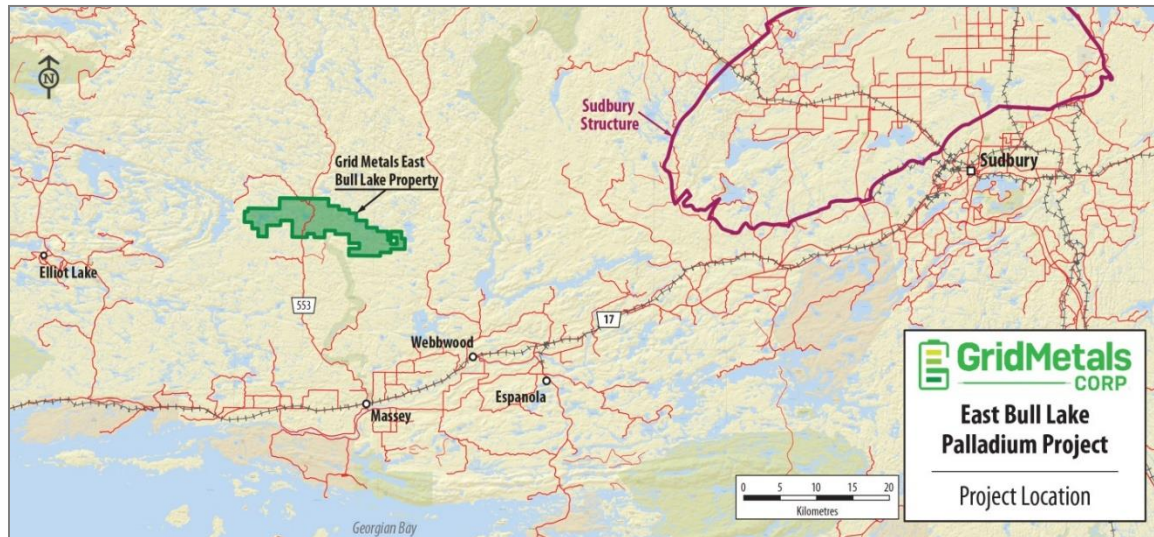 N
Sudbury
Structure
Sudbury
Grid Metals East
Bull Lake Property
Elliot Lake
553
17
Webbwood
Espanola
Massey
GridMetals
CORP
East Bull Lake
Palladium Project
Project Location
0 5 10 15 20
Kilometres
Georgian Bay